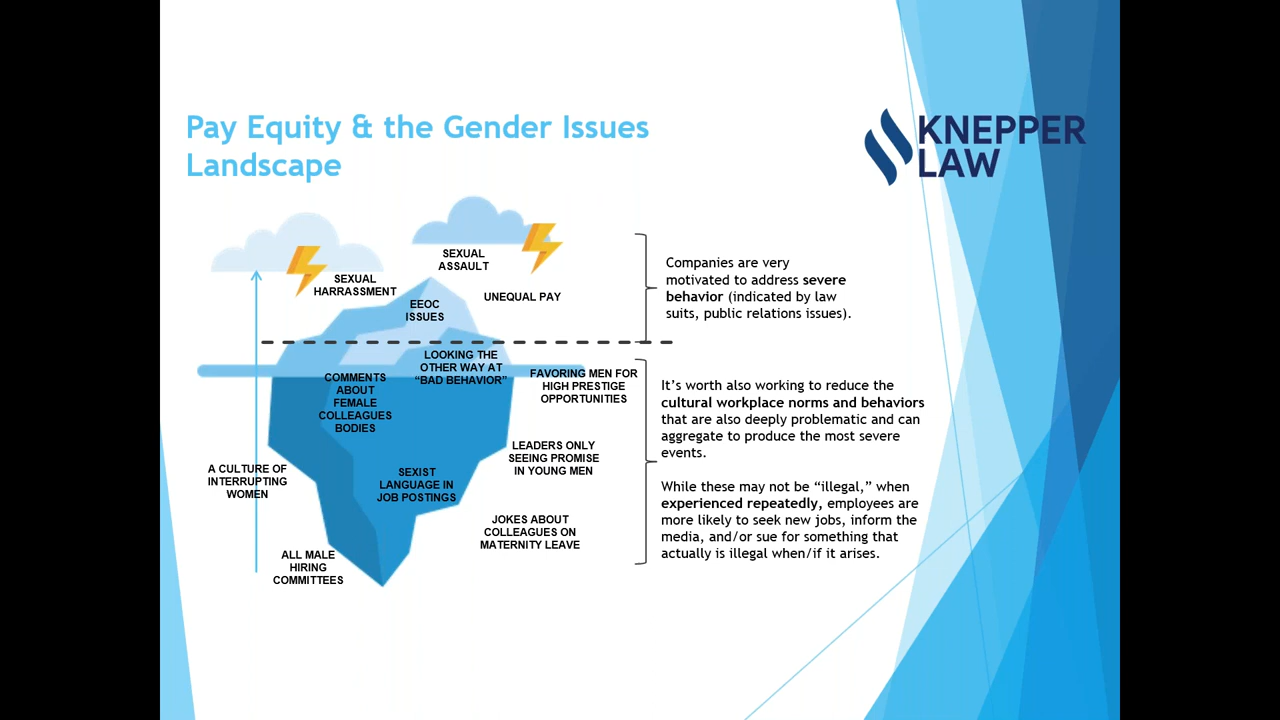 Pay Equity & the Gender Issues
Landscape
KNEPPER
LAW
SEXUAL
ASSAULT
SEXUAL
HARRASSMENT
UNEQUAL PAY
EEOC
ISSUES
Companies are very
motivated to address severe
behavior (indicated by law
suits, public relations issues).
LOOKING THE
OTHER WAY AT
"BAD BEHAVIOR"
COMMENTS
ABOUT
FEMALE
COLLEAGUES
BODIES
FAVORING MEN FOR
HIGH PRESTIGE
OPPORTUNITIES
LEADERS ONLY
SEEING PROMISE
IN YOUNG MEN
A CULTURE OF
INTERRUPTING
WOMEN
SEXIST
LANGUAGE IN
JOB POSTINGS
JOKES ABOUT
COLLEAGUES ON
MATERNITY LEAVE
ALL MALE
HIRING
COMMITTEES
It's worth also working to reduce the
cultural workplace norms and behaviors
that are also deeply problematic and can
aggregate to produce the most severe
events.
While these may not be "illegal," when
experienced repeatedly, employees are
more likely to seek new jobs, inform the
media, and/or sue for something that
actually is illegal when/if it arises.